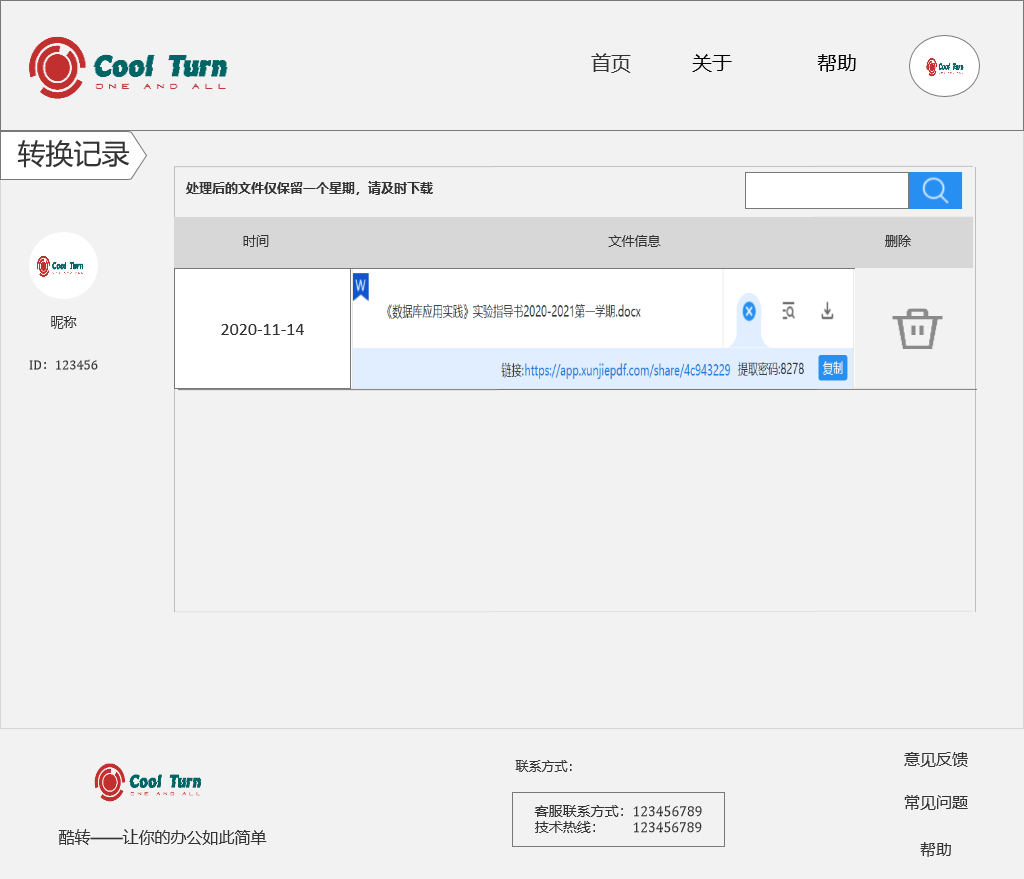 Cool Turn
ONE AND ALL
首页 关于 帮助
Cool Turn
转换记录
处理后的文件仅保留一个星期，请及时下载
时间 文件信息 删除
Cool Turn
昵称
ID：123456
W
《数据库应用实践》实验指导书2020-2021第一学期.docx
2020-11-14
链接:https://app.xunjiepdf.com/share/4c943229 提取密码:8278 复制
Cool Turn
ONE AND ALL
酷转——让你的办公如此简单
联系方式：
客服联系方式：123456789
技术热线： 123456789
意见反馈
常见问题
帮助